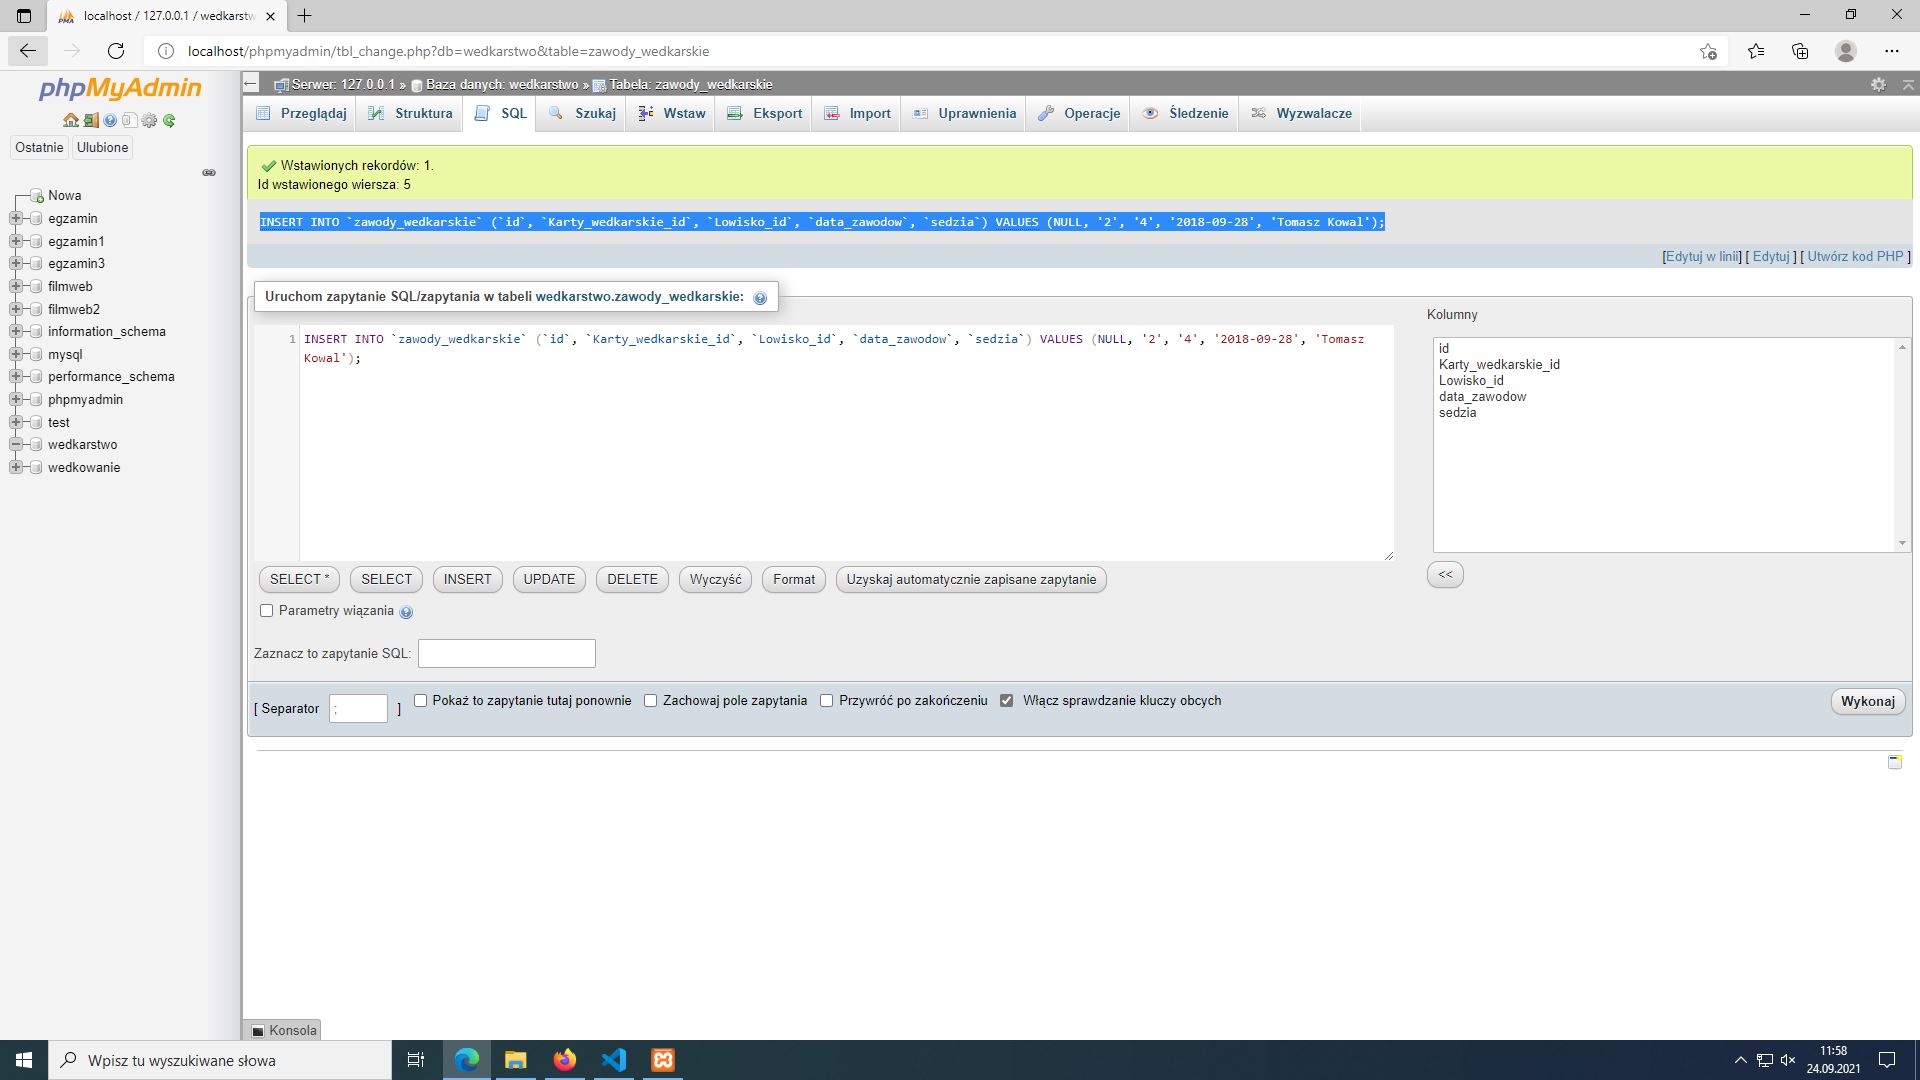 localhost / 127.0.0.1 / wedkarstw
localhost/phpmyadmin/tbl_change.php?db=wedkarstwo&table=zawody_wedkarskie
phpMyAdmin
Ostatnie
Ulubione
Nowa
egzamin
egzamin1
egzamin3
filmweb
filmweb2
information_schema
mysql
performance_schema
phpmyadmin
test
wedkarstwo
wedkowanie
Serwer: 127.0.0.1 » Baza danych: wedkarstwo » Tabela: zawody_wedkarskie
Przeglądaj
Struktura
SQL
Szukaj
Wstaw
Eksport
Import
Uprawnienia
Operacje
Śledzenie
Wyzwalacze
Wstawionych rekordów: 1.
Id wstawionego wiersza: 5
INSERT INTO `zawody_wedkarskie` (`id`, `Karty_wedkarskie_id`, `Lowisko_id`, `data_zawodow`, `sedzia`) VALUES (NULL, '2', '4', '2018-09-28', 'Tomasz Kowal');
[Edytuj w linii] [ Edytuj ] [ Utwórz kod PHP ]
Uruchom zapytanie SQL/zapytania w tabeli wedkarstwo.zawody_wedkarskie:
1 INSERT INTO `zawody_wedkarskie` (`id`, `Karty_wedkarskie_id`, `Lowisko_id`, `data_zawodow`, `sedzia`) VALUES (NULL, '2', '4', '2018-09-28', 'Tomasz
Kowal');
Kolumny
id
Karty_wedkarskie_id
Lowisko_id
data_zawodow
sedzia
<<
SELECT *
SELECT
INSERT
UPDATE
DELETE
Wyczyść
Format
Uzyskaj automatycznie zapisane zapytanie
Parametry wiązania
Zaznacz to zapytanie SQL:
[ Separator ; ]
Pokaż to zapytanie tutaj ponownie
Zachowaj pole zapytania
Przywróć po zakończeniu
Włącz sprawdzanie kluczy obcych
Wykonaj
Konsola
Wpisz tu wyszukiwane słowa
11:58
24.09.2021